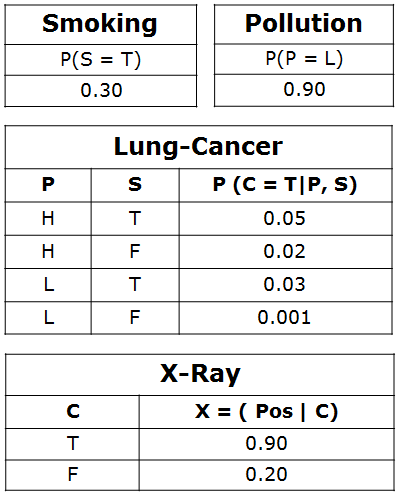 Smoking
P(S = T)
0.30
Pollution
P(P = L)
0.90
Lung-Cancer
P S P (C = T|P, S)
H T 0.05
H F 0.02
L T 0.03
L F 0.001
X-Ray
C X = ( Pos | C)
T 0.90
F 0.20